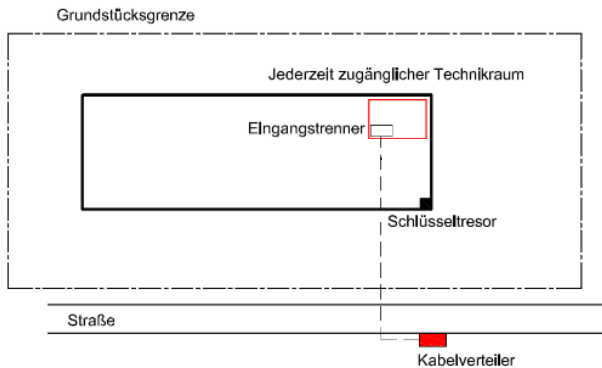 Grundstücksgrenze
Jederzeit zugänglicher Technikraum
EIngangstrenner
Schlüsseltresor
Straße
Kabelverteiler